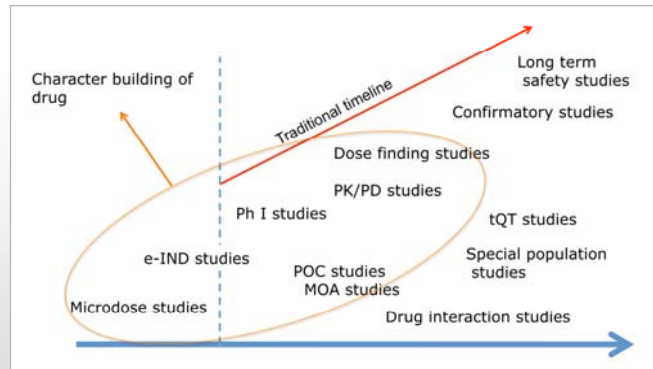 Long term
safety studies
Character building of
drug
Traditional timeline
Confirmatory studies
Dose finding studies
PK/PD studies
Ph I studies
tQT studies
e-IND studies
Special population
studies
POC studies
MOA studies
Microdose studies
Drug interaction studies